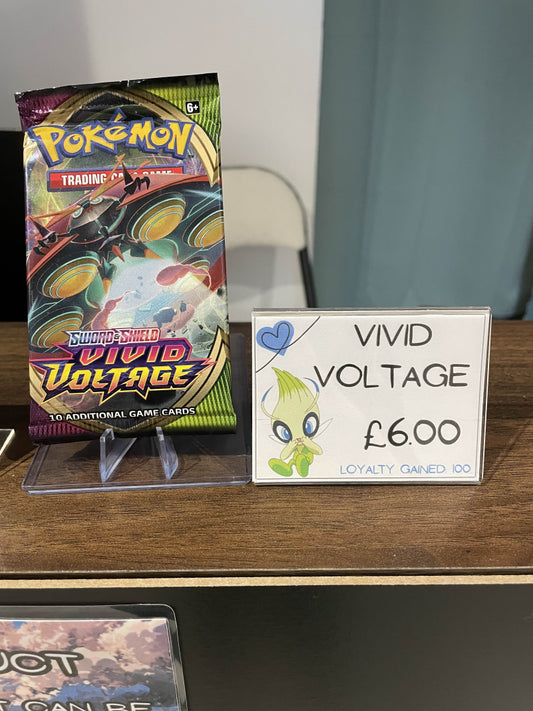 6+
POKéMON
TRADING CARD GAME
SWORD & SHIELD
VIVID
VOLTAGE
10 ADDITIONAL GAME CARDS
VIVID
VOLTAGE
£6.00
LOYALTY GAINED: 100
UCT
T CAN BE